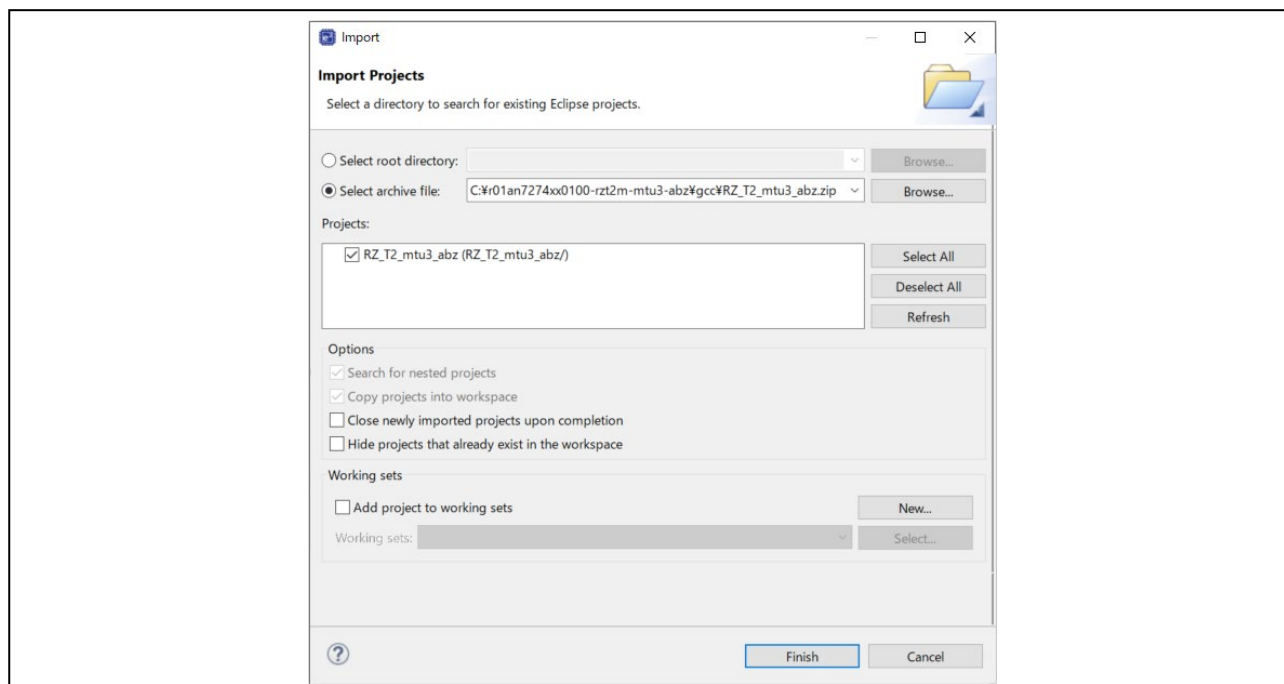 Import
Import Projects
Select a directory to search for existing Eclipse projects.
Select root directory:
Browse...
Select archive file:
C:¥r01an7274xx0100-rzt2m-mtu3-abz¥gcc¥RZ_T2_mtu3_abz.zip
Browse...
Projects:
RZ_T2_mtu3_abz (RZ_T2_mtu3_abz/)
Select All
Deselect All
Refresh
Options
Search for nested projects
Copy projects into workspace
Close newly imported projects upon completion
Hide projects that already exist in the workspace
Working sets
Add project to working sets
New...
Working sets:
Select...
?
Finish
Cancel